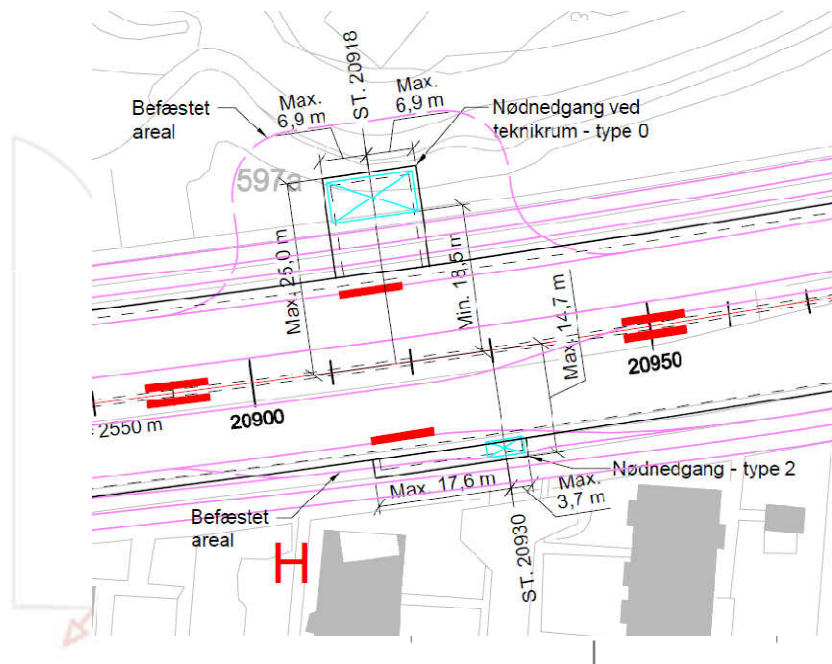 ST. 20918
Befæstet
areal
Max.
6,9 m
Max.
6,9 m
Nødnedgang ved
teknikrum - type 0
597a
Max. 25,0 m
Min. 18,5 m
Max. 14,7 m
20950
20900
2550 m
Nødnedgang - type 2
Max. 17,6 m
Max.
3,7 m
Befæstet
areal
ST. 20930
H